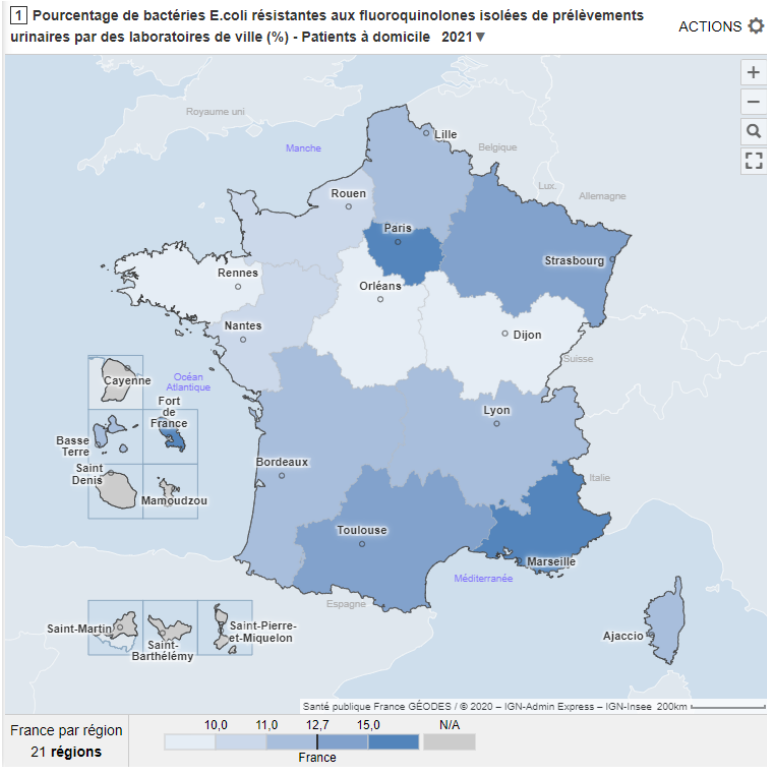 1 Pourcentage de bactéries E.coli résistantes aux fluoroquinolones isolées de prélèvements
urinaires par des laboratoires de ville (%) - Patients à domicile 2021▼
ACTIONS
+
−
Royaume uni
Manche
Lille
Belgique
Lux.
Allemagne
Rouen
Paris
Strasbourg
Rennes
Orléans
Nantes
Dijon
Suisse
Cayenne
Océan
Atlantique
Fort
de
France
Lyon
Basse
Terre
Bordeaux
Saint
Denis
Italie
Mamoudzou
Toulouse
Marseille
Méditerranée
Espagne
Saint-Martin
Saint-
Barthélémy
Saint-Pierre-
et-Miquelon
Ajaccio
Santé publique France GÉODES / © 2020 – IGN-Admin Express – IGN-Insee 200km
France par région
21 régions
10,0 11,0 12,7 15,0 N/A
France